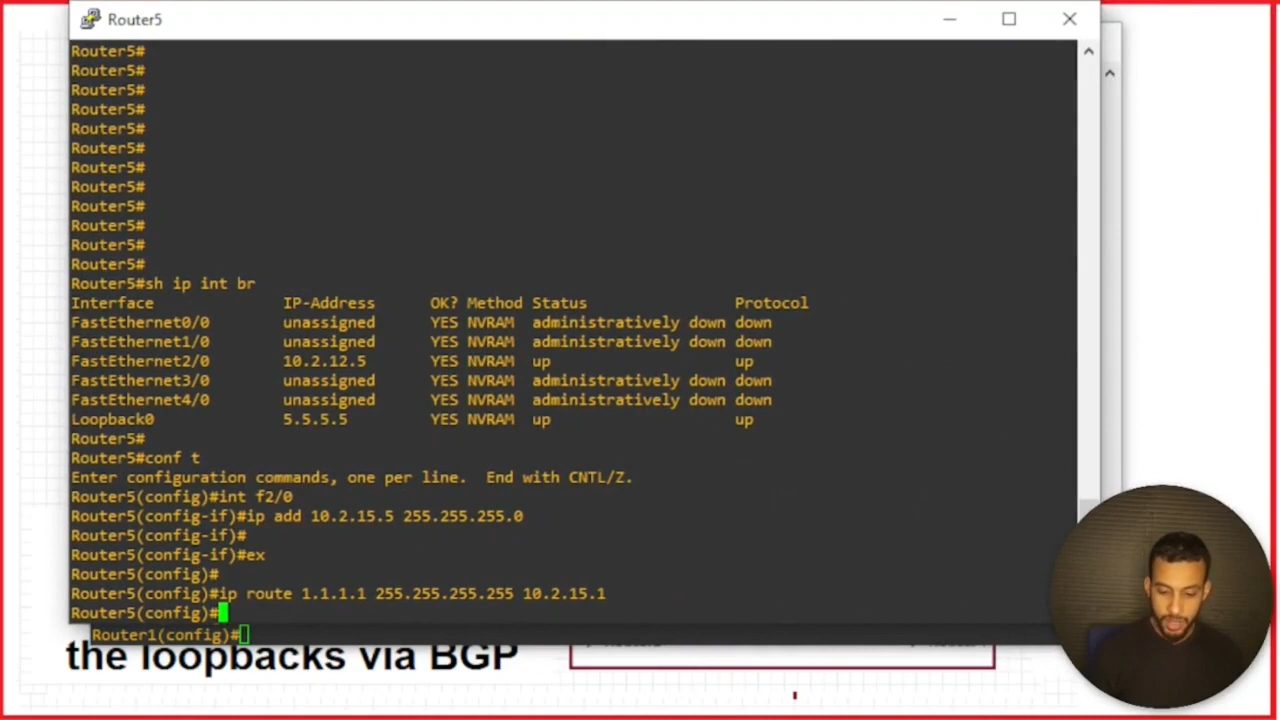 Router5
Router5#
Router5#
Router5#
Router5#
Router5#
Router5#
Router5#
Router5#
Router5#
Router5#
Router5#
Router5#
Router5#sh ip int br
Interface IP-Address OK? Method Status Protocol
FastEthernet0/0 unassigned YES NVRAM administratively down down
FastEthernet1/0 unassigned YES NVRAM administratively down down
FastEthernet2/0 10.2.12.5 YES NVRAM up up
FastEthernet3/0 unassigned YES NVRAM administratively down down
FastEthernet4/0 unassigned YES NVRAM administratively down down
Loopback0 5.5.5.5 YES NVRAM up up
Router5#
Router5#conf t
Enter configuration commands, one per line. End with CNTL/Z.
Router5(config)#int f2/0
Router5(config-if)#ip add 10.2.15.5 255.255.255.0
Router5(config-if)#
Router5(config-if)#ex
Router5(config)#
Router5(config)#ip route 1.1.1.1 255.255.255.255 10.2.15.1
Router5(config)#
Router1(config)#
the loopbacks via BGP